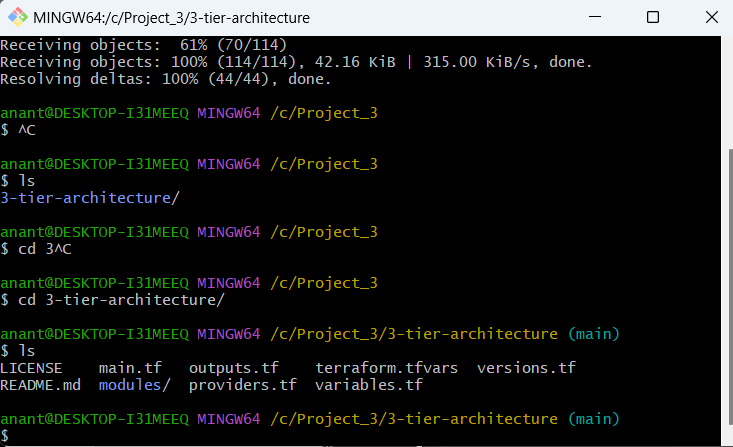 MINGW64:/c/Project_3/3-tier-architecture
Receiving objects:  61% (70/114)
Receiving objects: 100% (114/114), 42.16 KiB | 315.00 KiB/s, done.
Resolving deltas: 100% (44/44), done.
anant@DESKTOP-I31MEEQ MINGW64 /c/Project_3
$ ^C
anant@DESKTOP-I31MEEQ MINGW64 /c/Project_3
$ ls
3-tier-architecture/
anant@DESKTOP-I31MEEQ MINGW64 /c/Project_3
$ cd 3^C
anant@DESKTOP-I31MEEQ MINGW64 /c/Project_3
$ cd 3-tier-architecture/
anant@DESKTOP-I31MEEQ MINGW64 /c/Project_3/3-tier-architecture (main)
$ ls
LICENSE    main.tf   outputs.tf    terraform.tfvars  versions.tf
README.md  modules/  providers.tf  variables.tf
anant@DESKTOP-I31MEEQ MINGW64 /c/Project_3/3-tier-architecture (main)
$